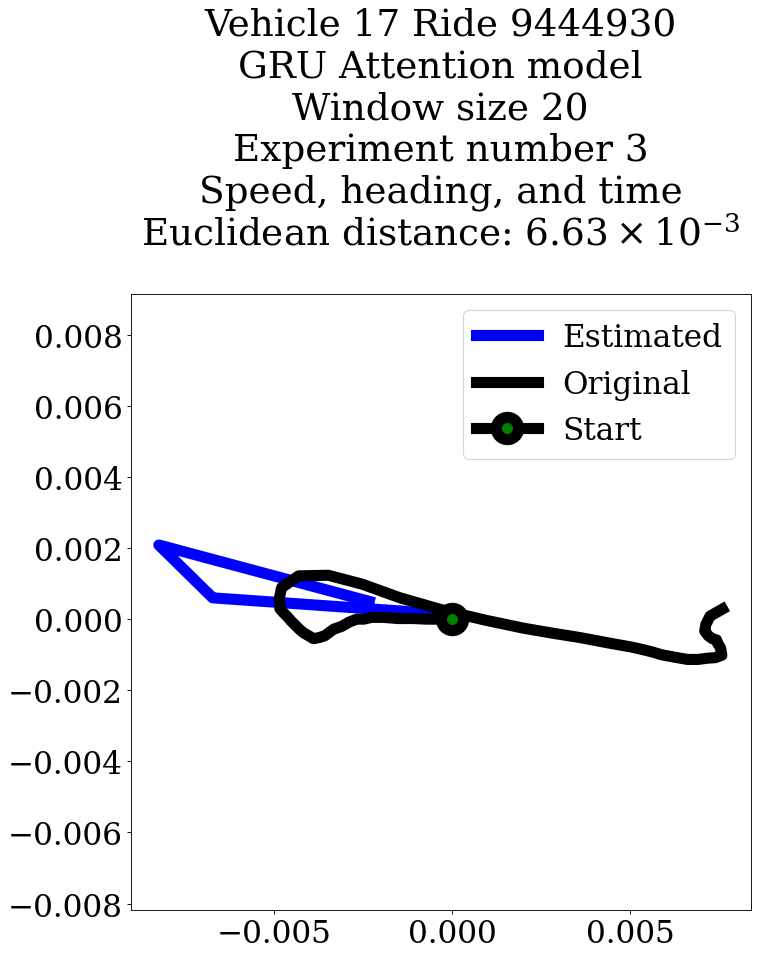 Vehicle 17 Ride 9444930
GRU Attention model
Window size 20
Experiment number 3
Speed, heading, and time
Euclidean distance: 6.63 × 10⁻³
Estimated
Original
Start
0.008
0.006
0.004
0.002
0.000
−0.002
−0.004
−0.006
−0.008
−0.005 0.000 0.005